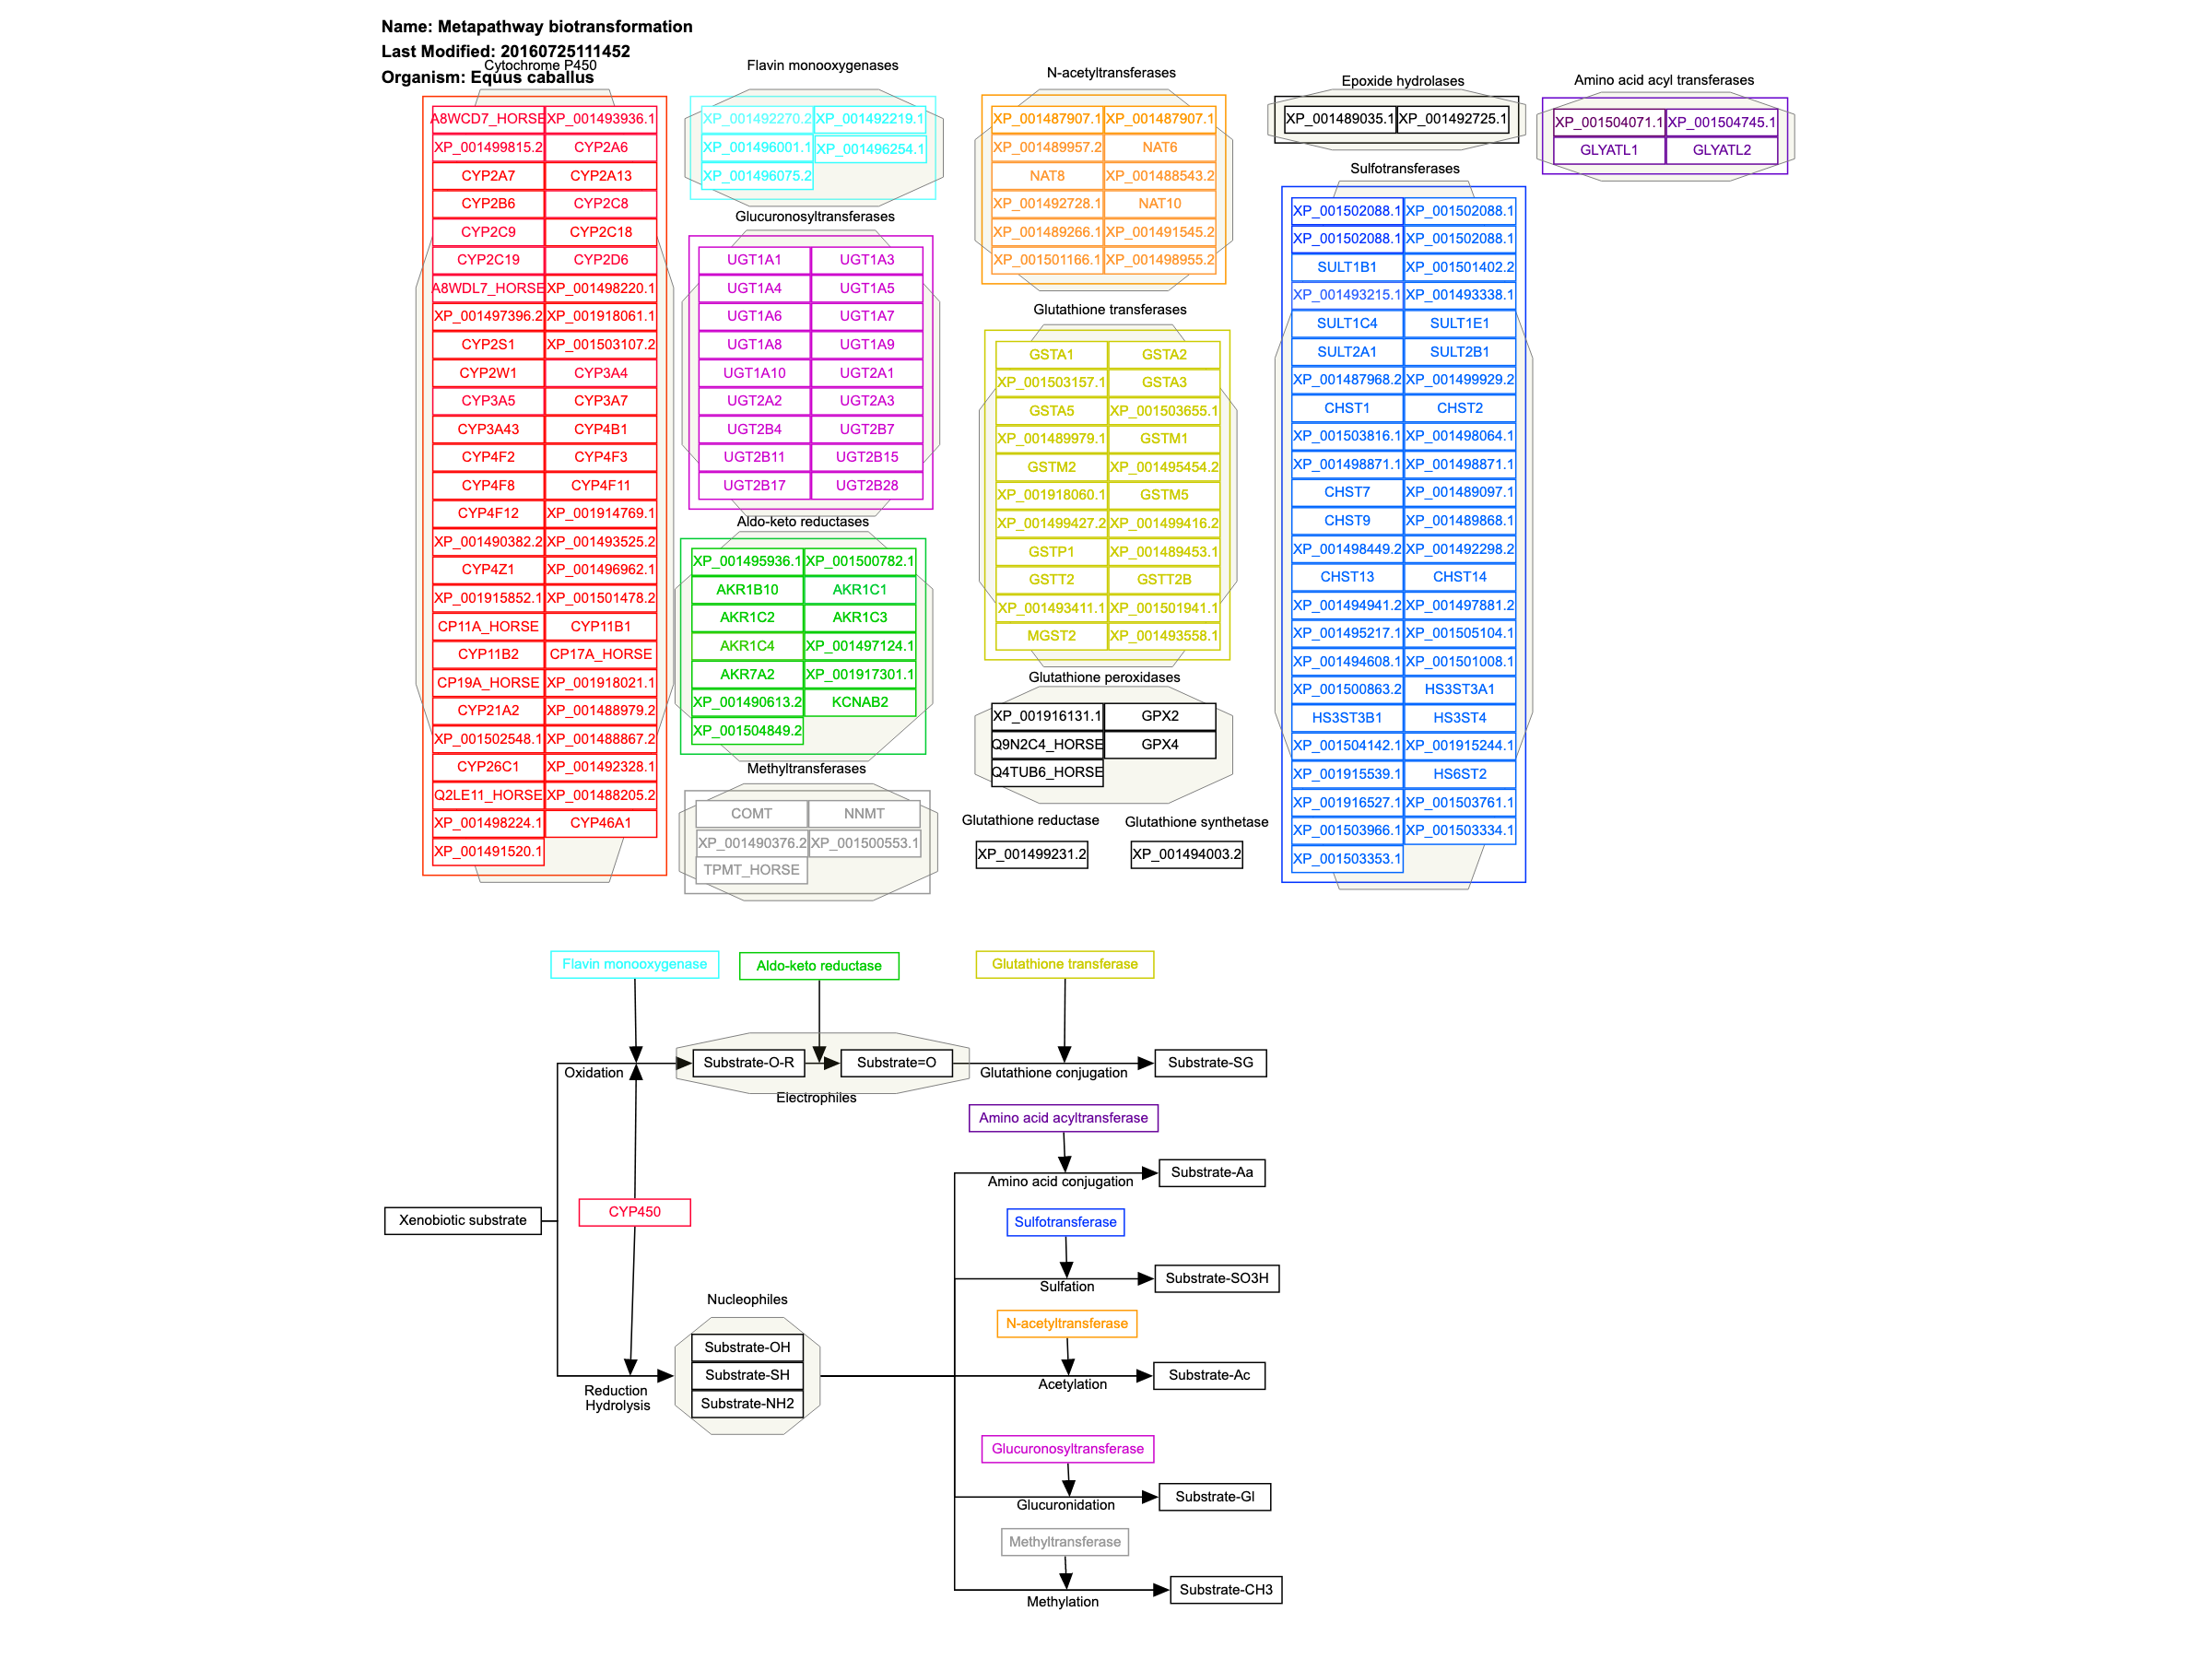 Name: Metapathway biotransformation
Last Modified: 20160725111452
Organism: Equus caballus
Cytochrome P450
A8WCD7_HORSE XP_001493936.1
XP_001499815.2 CYP2A6
CYP2A7 CYP2A13
CYP2B6 CYP2C8
CYP2C9 CYP2C18
CYP2C19 CYP2D6
A8WDL7_HORSE XP_001498220.1
XP_001497396.2 XP_001918061.1
CYP2S1 XP_001503107.2
CYP2W1 CYP3A4
CYP3A5 CYP3A7
CYP3A43 CYP4B1
CYP4F2 CYP4F3
CYP4F8 CYP4F11
CYP4F12 XP_001914769.1
XP_001490382.2 XP_001493525.2
CYP4Z1 XP_001496962.1
XP_001915852.1 XP_001501478.2
CP11A_HORSE CYP11B1
CYP11B2 CP17A_HORSE
CP19A_HORSE XP_001918021.1
CYP21A2 XP_001488979.2
XP_001502548.1 XP_001488867.2
CYP26C1 XP_001492328.1
Q2LE11_HORSE XP_001488205.2
XP_001498224.1 CYP46A1
XP_001491520.1
Flavin monooxygenases
XP_001492270.2 XP_001492219.1
XP_001496001.1 XP_001496254.1
XP_001496075.2
Glucuronosyltransferases
UGT1A1 UGT1A3
UGT1A4 UGT1A5
UGT1A6 UGT1A7
UGT1A8 UGT1A9
UGT1A10 UGT2A1
UGT2A2 UGT2A3
UGT2B4 UGT2B7
UGT2B11 UGT2B15
UGT2B17 UGT2B28
Aldo-keto reductases
XP_001495936.1 XP_001500782.1
AKR1B10 AKR1C1
AKR1C2 AKR1C3
AKR1C4 XP_001497124.1
AKR7A2 XP_001917301.1
XP_001490613.2 KCNAB2
XP_001504849.2
Methyltransferases
COMT NNMT
XP_001490376.2 XP_001500553.1
TPMT_HORSE
N-acetyltransferases
XP_001487907.1 XP_001487907.1
XP_001489957.2 NAT6
NAT8 XP_001488543.2
XP_001492728.1 NAT10
XP_001489266.1 XP_001491545.2
XP_001501166.1 XP_001498955.2
Glutathione transferases
GSTA1 GSTA2
XP_001503157.1 GSTA3
GSTA5 XP_001503655.1
XP_001489979.1 GSTM1
GSTM2 XP_001495454.2
XP_001918060.1 GSTM5
XP_001499427.2 XP_001499416.2
GSTP1 XP_001489453.1
GSTT2 GSTT2B
XP_001493411.1 XP_001501941.1
MGST2 XP_001493558.1
Glutathione peroxidases
XP_001916131.1 GPX2
Q9N2C4_HORSE GPX4
Q4TUB6_HORSE
Glutathione reductase
XP_001499231.2
Glutathione synthetase
XP_001494003.2
Epoxide hydrolases
XP_001489035.1 XP_001492725.1
Sulfotransferases
XP_001502088.1 XP_001502088.1
XP_001502088.1 XP_001502088.1
SULT1B1 XP_001501402.2
XP_001493215.1 XP_001493338.1
SULT1C4 SULT1E1
SULT2A1 SULT2B1
XP_001487968.2 XP_001499929.2
CHST1 CHST2
XP_001503816.1 XP_001498064.1
XP_001498871.1 XP_001498871.1
CHST7 XP_001489097.1
CHST9 XP_001489868.1
XP_001498449.2 XP_001492298.2
CHST13 CHST14
XP_001494941.2 XP_001497881.2
XP_001495217.1 XP_001505104.1
XP_001494608.1 XP_001501008.1
XP_001500863.2 HS3ST3A1
HS3ST3B1 HS3ST4
XP_001504142.1 XP_001915244.1
XP_001915539.1 HS6ST2
XP_001916527.1 XP_001503761.1
XP_001503966.1 XP_001503334.1
XP_001503353.1
Amino acid acyl transferases
XP_001504071.1 XP_001504745.1
GLYATL1 GLYATL2
Flavin monooxygenase
Aldo-keto reductase
Glutathione transferase
Oxidation
Substrate-O-R
Substrate=O
Electrophiles
Glutathione conjugation
Substrate-SG
Amino acid acyltransferase
Amino acid conjugation
Substrate-Aa
Xenobiotic substrate
CYP450
Sulfotransferase
Sulfation
Substrate-SO3H
Nucleophiles
Substrate-OH
Substrate-SH
Substrate-NH2
Reduction
Hydrolysis
N-acetyltransferase
Acetylation
Substrate-Ac
Glucuronosyltransferase
Glucuronidation
Substrate-Gl
Methyltransferase
Methylation
Substrate-CH3